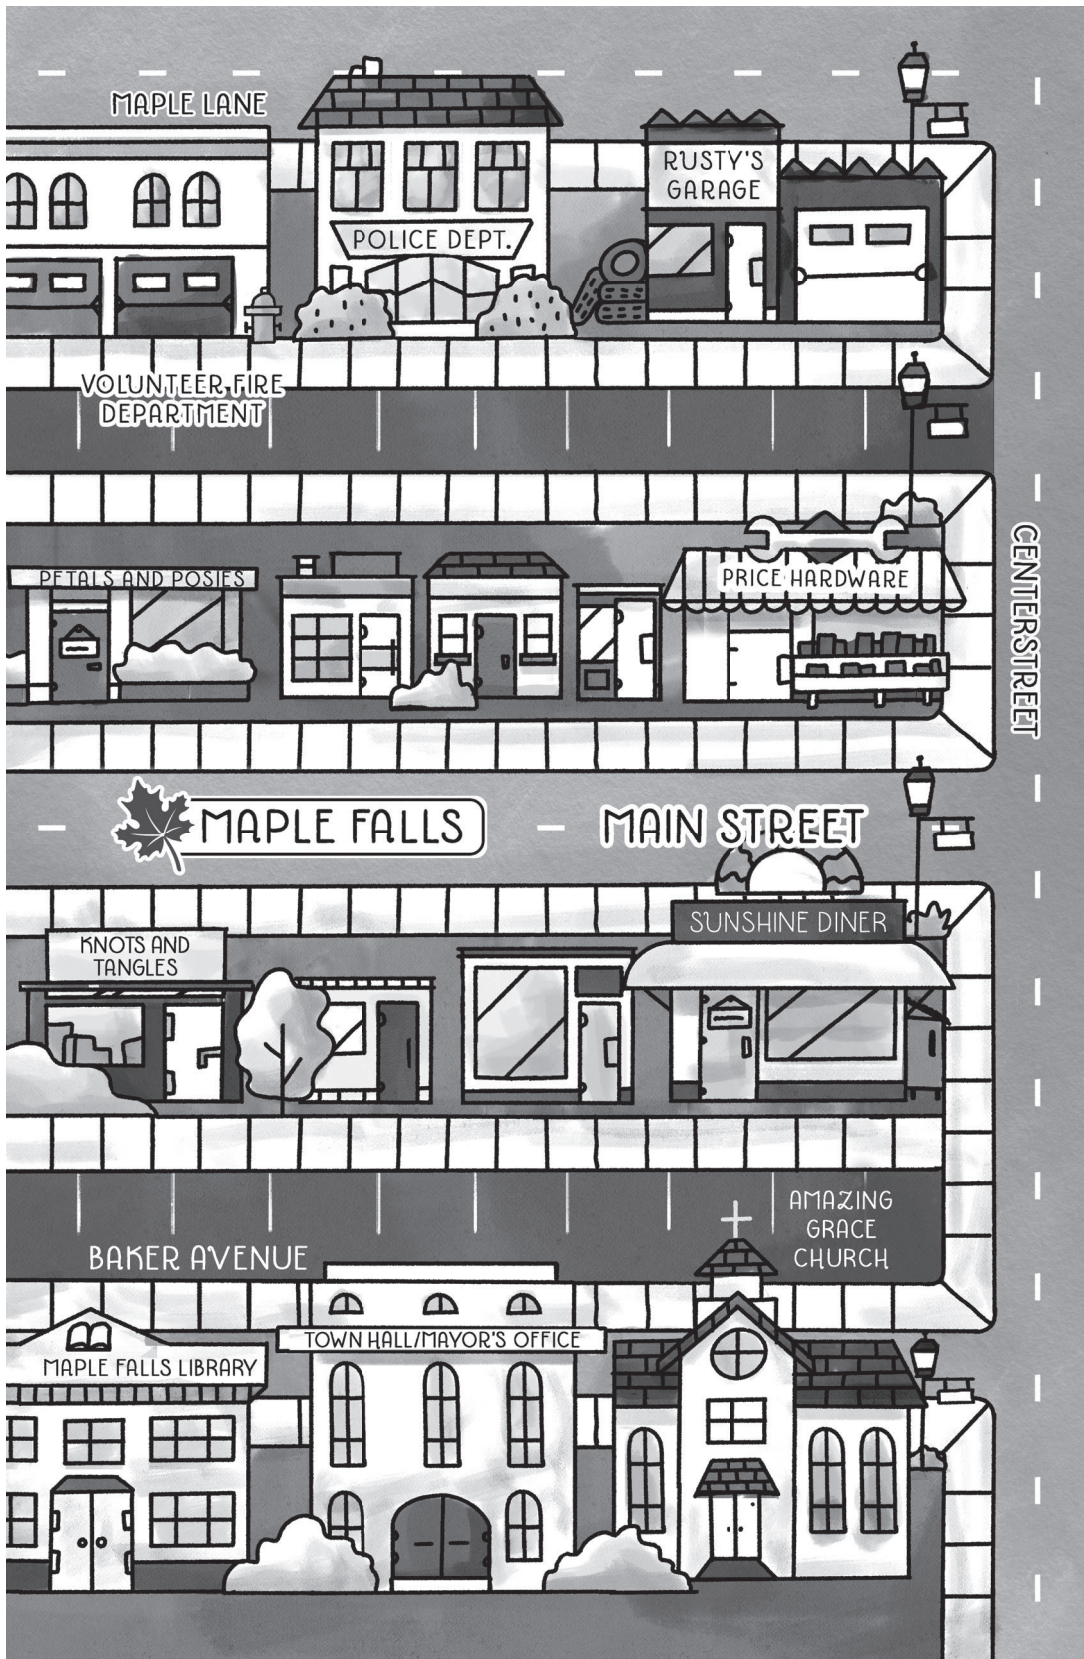 MAPLE LANE
RUSTY'S
GARAGE
POLICE DEPT.
VOLUNTEER FIRE
DEPARTMENT
CENTERSTREET
PETALS AND POSIES
PRICE HARDWARE
MAPLE FALLS
MAIN STREET
SUNSHINE DINER
KNOTS AND
TANGLES
AMAZING
GRACE
CHURCH
BAKER AVENUE
TOWN HALL/MAYOR'S OFFICE
MAPLE FALLS LIBRARY